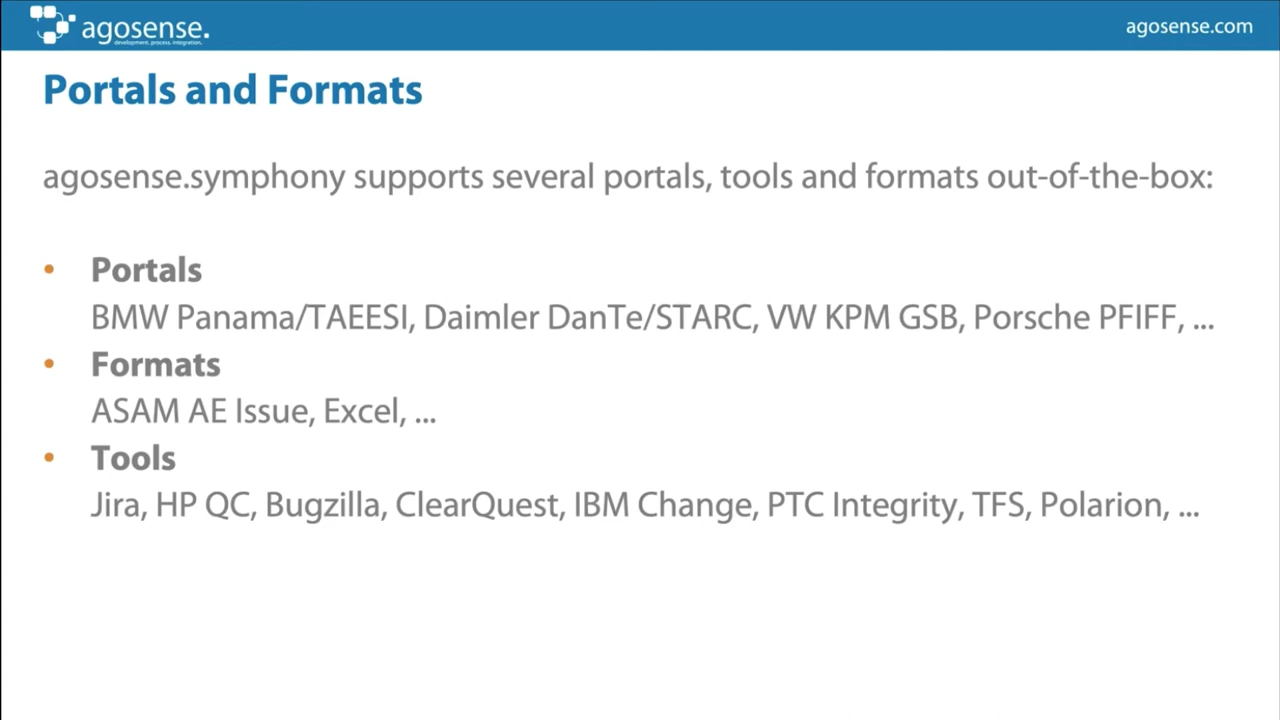 agosense.
development. process. integration.
agosense.com
Portals and Formats
agosense.symphony supports several portals, tools and formats out-of-the-box:
• Portals
BMW Panama/TAEESI, Daimler DanTe/STARC, VW KPM GSB, Porsche PFIFF, ...
• Formats
ASAM AE Issue, Excel, ...
• Tools
Jira, HP QC, Bugzilla, ClearQuest, IBM Change, PTC Integrity, TFS, Polarion, ...